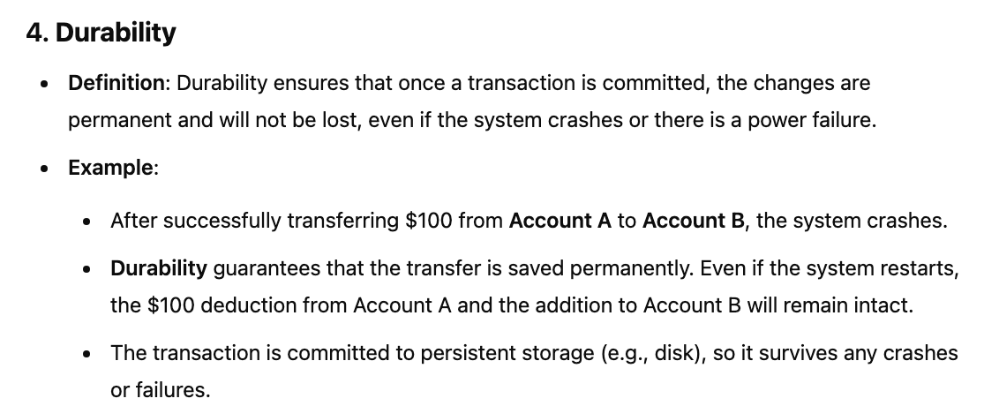 4. Durability
• Definition: Durability ensures that once a transaction is committed, the changes are
permanent and will not be lost, even if the system crashes or there is a power failure.
• Example:
• After successfully transferring $100 from Account A to Account B, the system crashes.
• Durability guarantees that the transfer is saved permanently. Even if the system restarts,
the $100 deduction from Account A and the addition to Account B will remain intact.
• The transaction is committed to persistent storage (e.g., disk), so it survives any crashes
or failures.